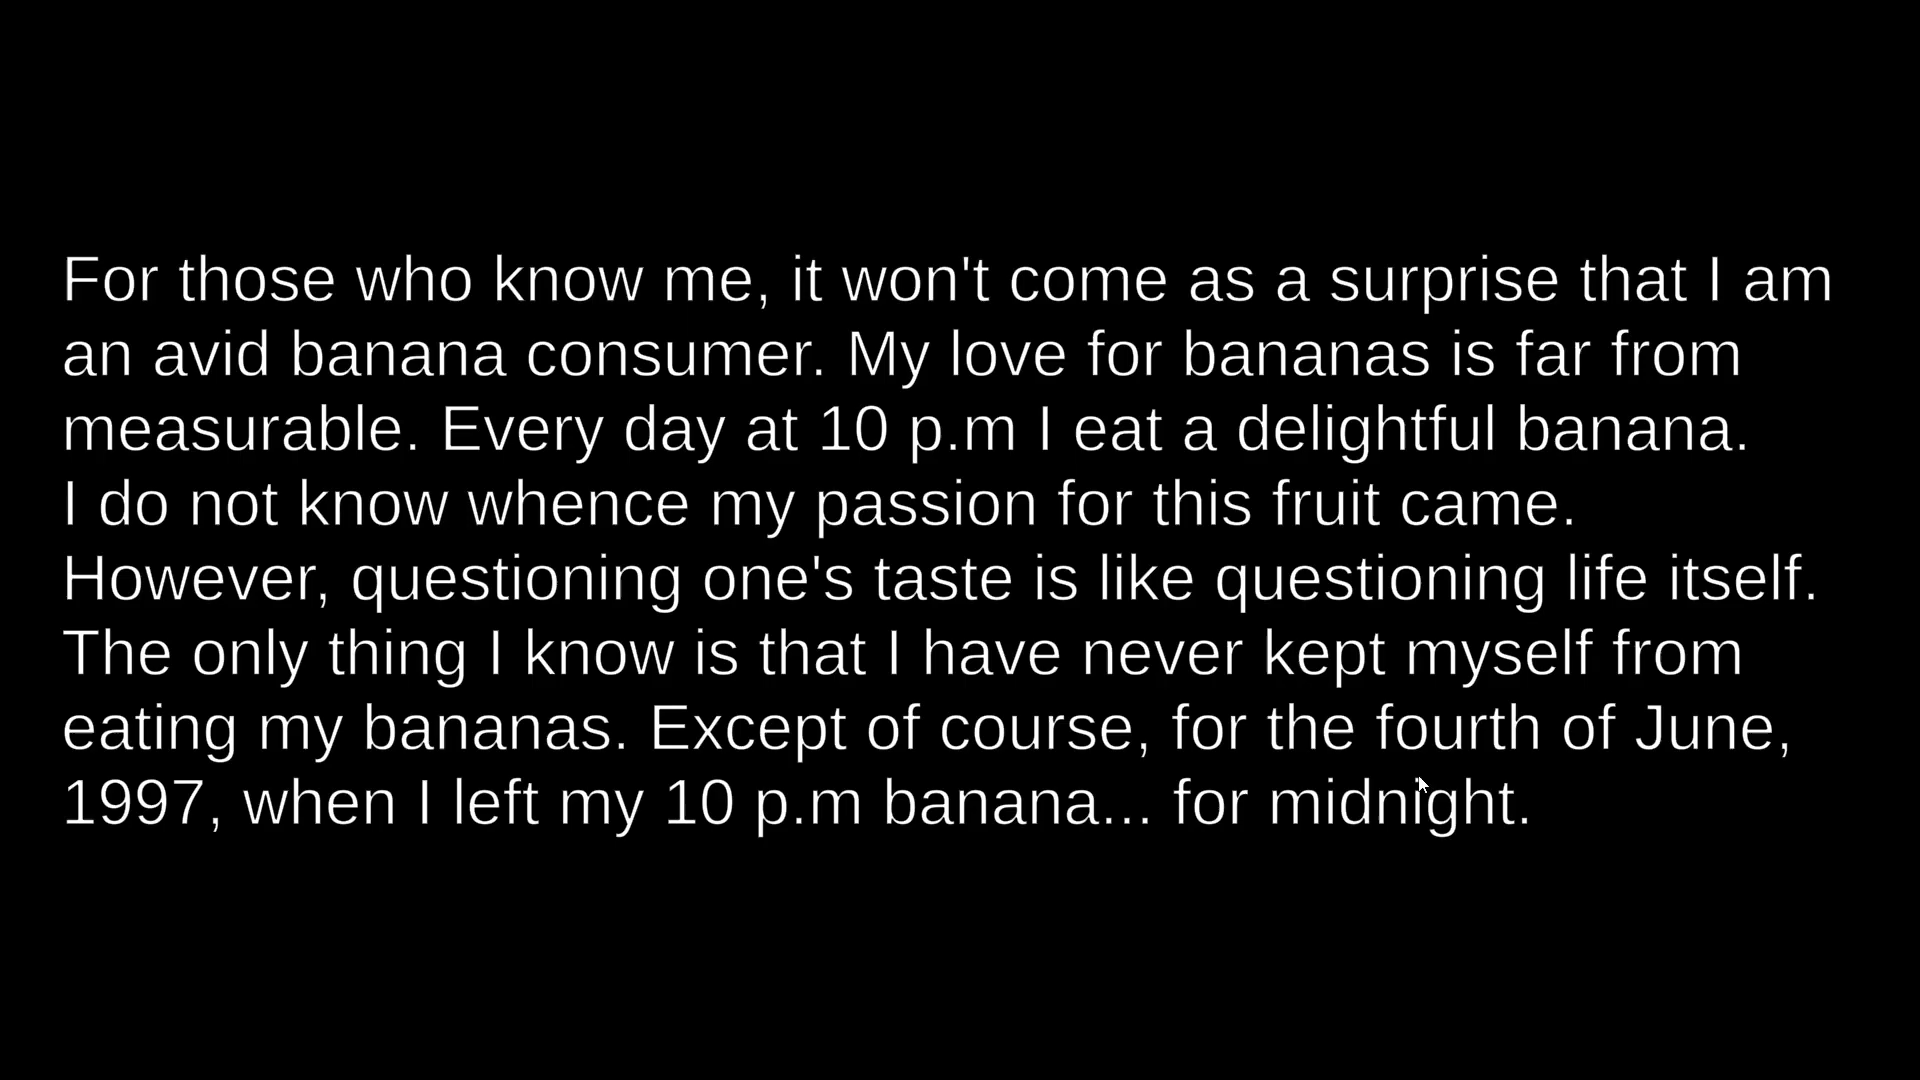 For those who know me, it won't come as a surprise that I am
an avid banana consumer. My love for bananas is far from
measurable. Every day at 10 p.m I eat a delightful banana.
I do not know whence my passion for this fruit came.
However, questioning one's taste is like questioning life itself.
The only thing I know is that I have never kept myself from
eating my bananas. Except of course, for the fourth of June,
1997, when I left my 10 p.m banana... for midnight.